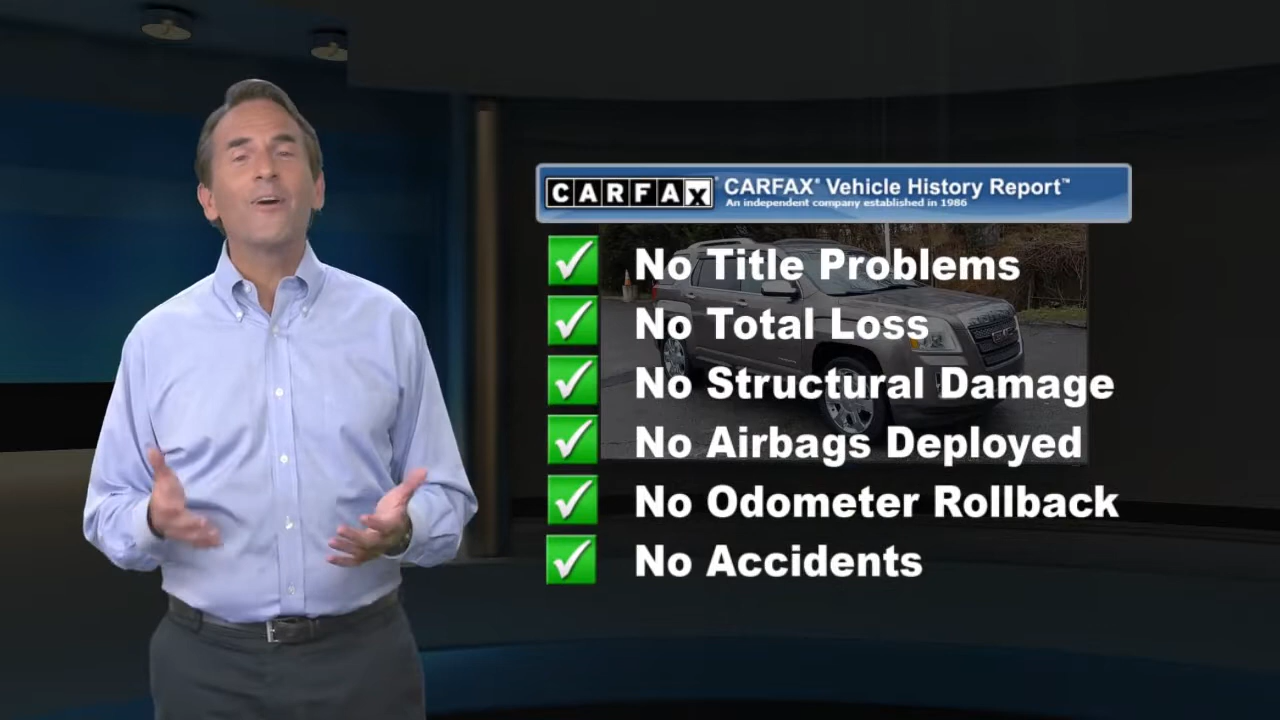 CARFAX® CARFAX® Vehicle History Report™
An independent company established in 1986
No Title Problems
No Total Loss
No Structural Damage
No Airbags Deployed
No Odometer Rollback
No Accidents
GMC